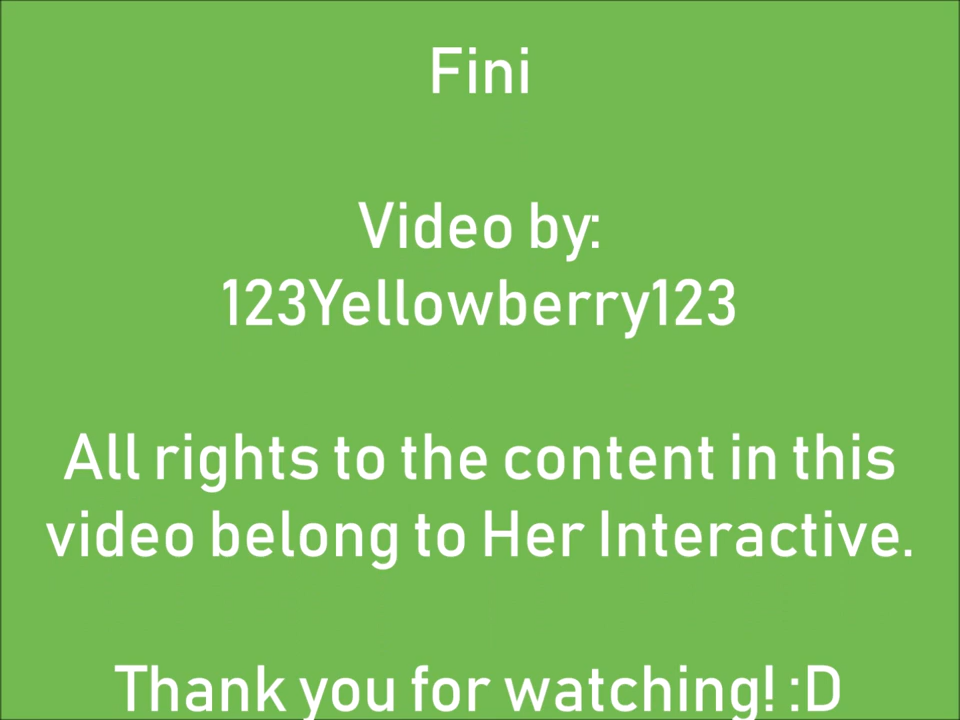 Fini
Video by:
123Yellowberry123
All rights to the content in this
video belong to Her Interactive.
Thank you for watching! :D